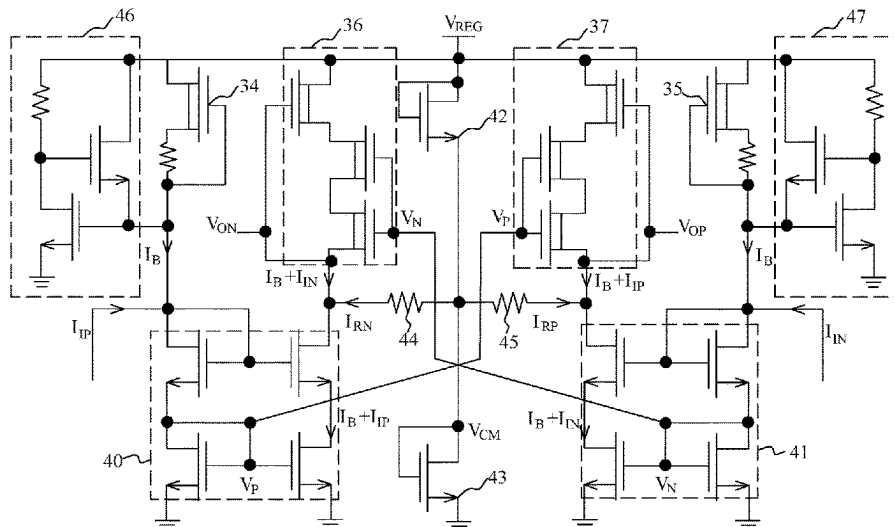 46
36
V_REG
37
47
34
42
35
V_ON
V_N
V_P
V_OP
I_B
I_B+I_IN
I_B+I_IP
I_B
I_IP
I_RN
44
45
I_RP
I_IN
I_B+I_IP
V_CM
I_B+I_IN
40
V_P
43
V_N
41